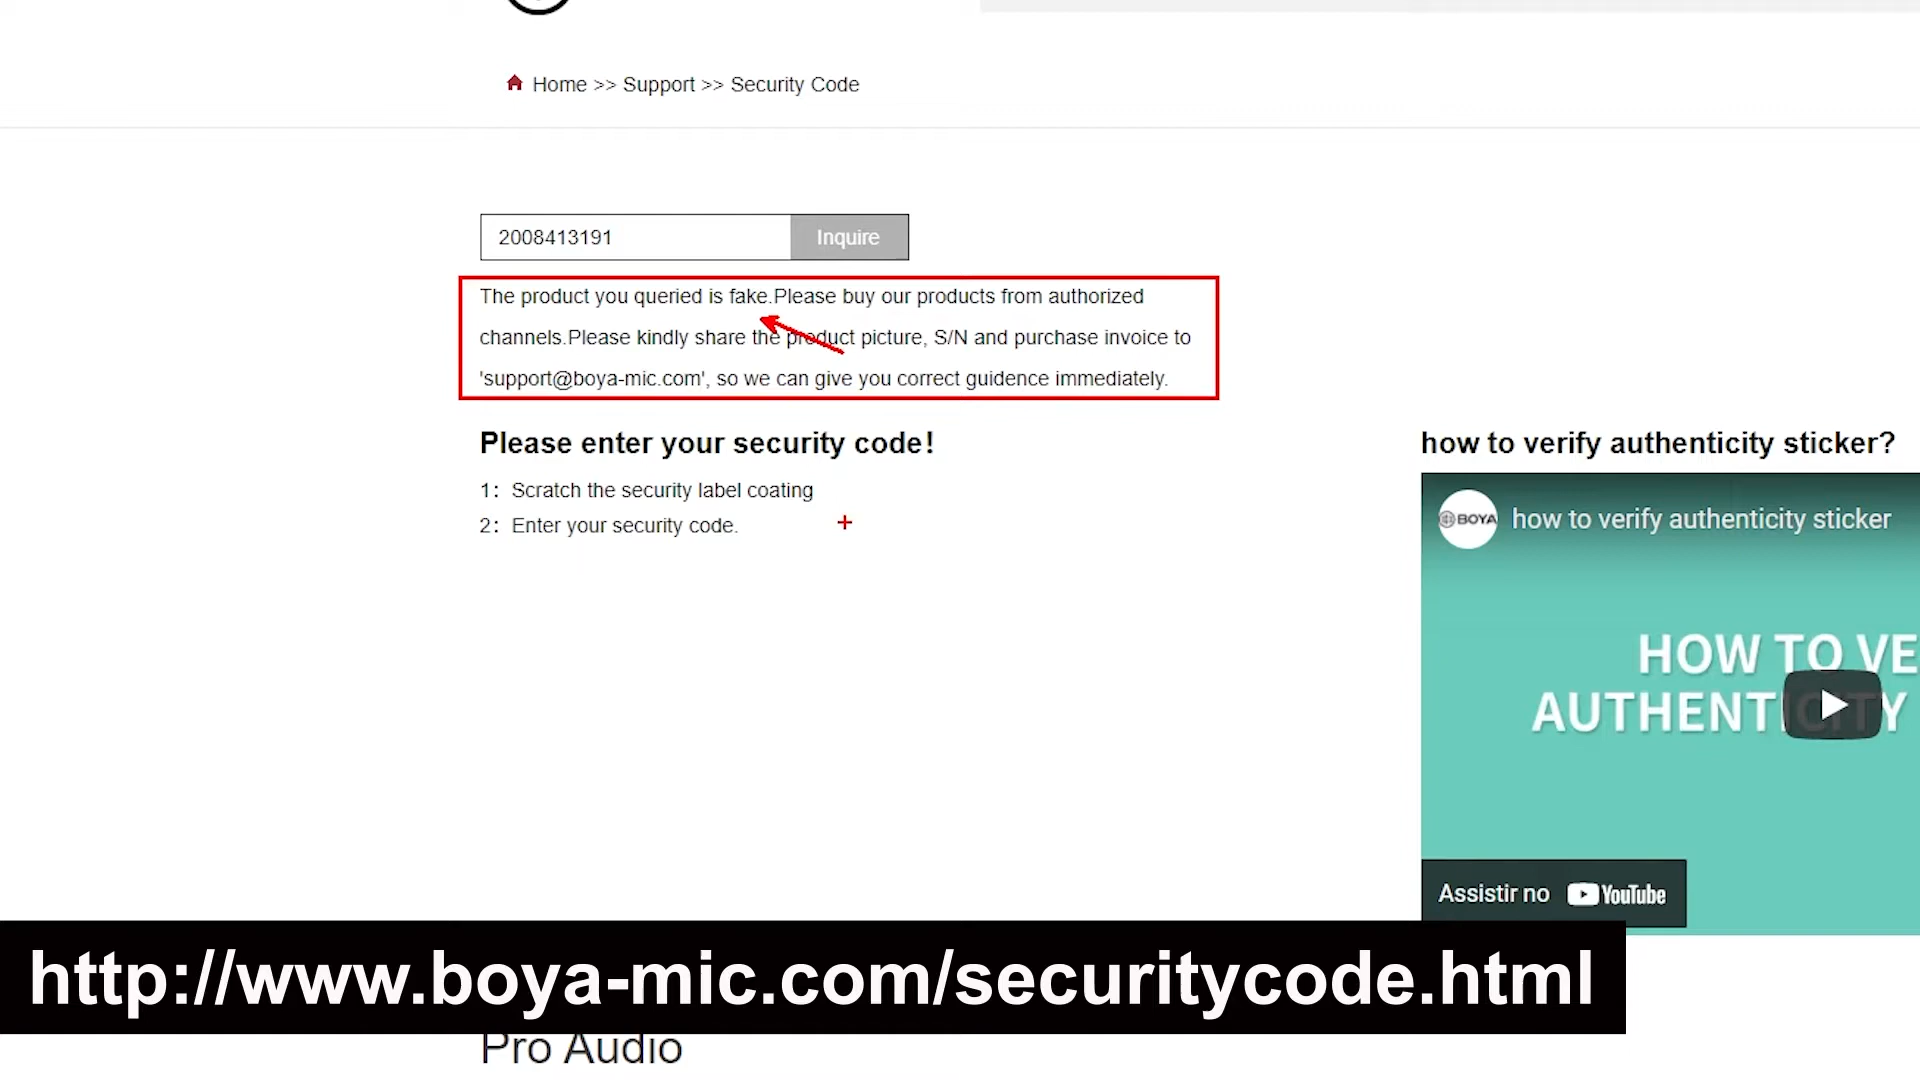 Home >> Support >> Security Code
2008413191
Inquire
The product you queried is fake.Please buy our products from authorized
channels.Please kindly share the product picture, S/N and purchase invoice to
'support@boya-mic.com', so we can give you correct guidence immediately.
Please enter your security code!
1: Scratch the security label coating
2: Enter your security code.
how to verify authenticity sticker?
BOYA
how to verify authenticity sticker
HOW TO VE
AUTHENTICITY
Assistir no YouTube
http://www.boya-mic.com/securitycode.html
Pro Audio